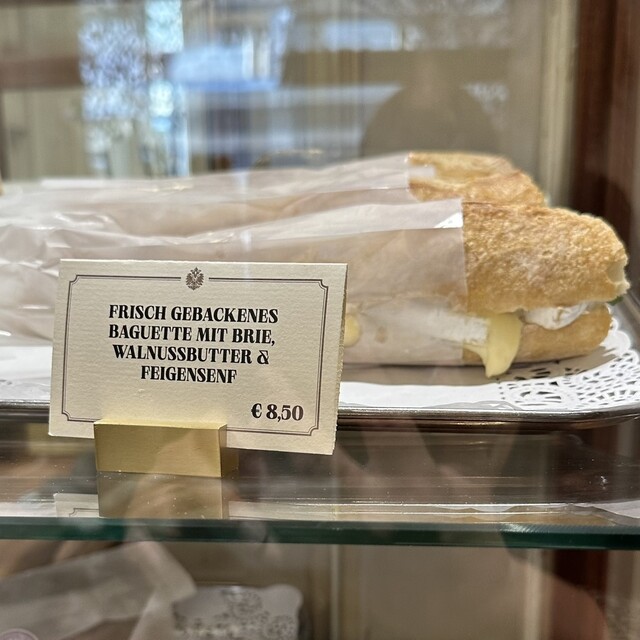 FRISCH GEBACKENES
BAGUETTE MIT BRIE,
WALNUSSBUTTER &
FEIGENSENF
€ 8,50